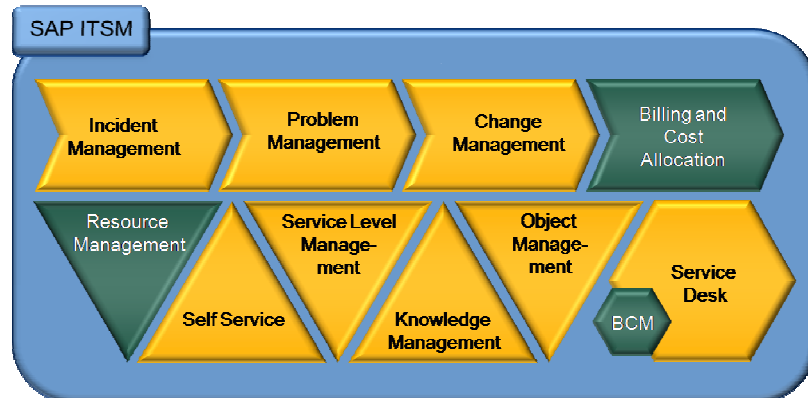 SAP ITSM
Incident
Management
Problem
Management
Change
Management
Billing and
Cost
Allocation
Resource
Management
Self Service
Service Level
Manage-
ment
Knowledge
Management
Object
Manage-
ment
Service
Desk
BCM